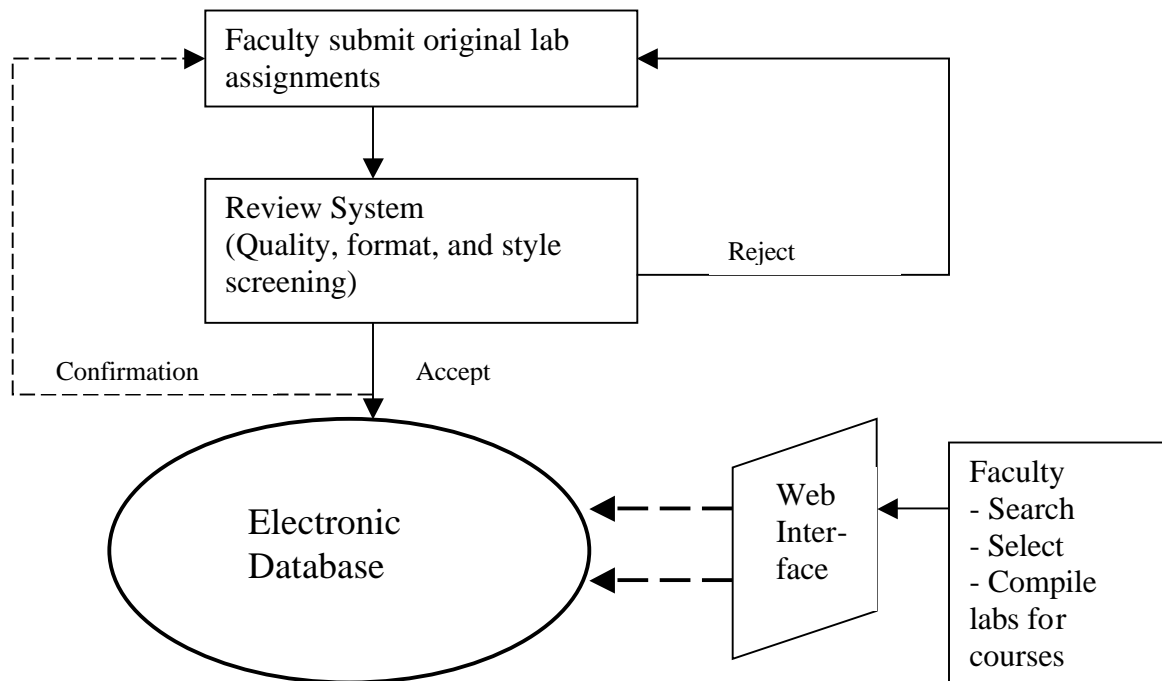 Faculty submit original lab
assignments
Review System
(Quality, format, and style
screening)
Reject
Confirmation
Accept
Electronic
Database
Web
Inter-
face
Faculty
- Search
- Select
- Compile
labs for
courses